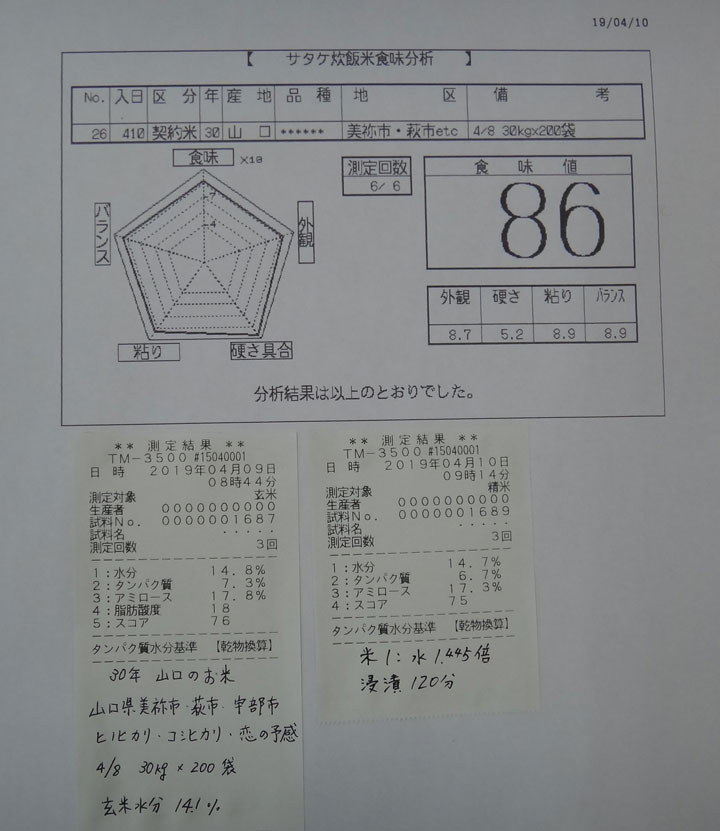 19/04/10
【 サタケ炊飯米食味分析 】
No. 入日 区分 年 産地 品種 地区 備考
26 410 契約米 30 山口 ****** 美祢市・萩市etc 4/8 30kgx200袋
食味 ×10
7
4
バランス
外観
粘り
硬さ具合
測定回数
6/ 6
食味値
86
外観 硬さ 粘り バランス
8.7 5.2 8.9 8.9
分析結果は以上のとおりでした。
** 測定結果 **
TM-3500 #15040001
日時 2019年04月09日
08時44分
測定対象 玄米
生産者 0000000000
試料No. 0000001687
試料名 ・・・・・
測定回数 3回
1:水分 14.8%
2:タンパク質 7.3%
3:アミロース 17.8%
4:脂肪酸度 18
5:スコア 76
タンパク質水分基準 【乾物換算】
30年 山口のお米
山口県美祢市・萩市・宇部市
ヒノヒカリ・コシヒカリ・恋の予感
4/8 30kg × 200袋
玄米水分 14.1%
** 測定結果 **
TM-3500 #15040001
日時 2019年04月10日
09時14分
測定対象 精米
生産者 0000000000
試料No. 0000001689
試料名 ・・・・・
測定回数 3回
1:水分 14.7%
2:タンパク質 6.7%
3:アミロース 17.3%
4:スコア 75
タンパク質水分基準 【乾物換算】
米1:水1.445倍
浸漬120分